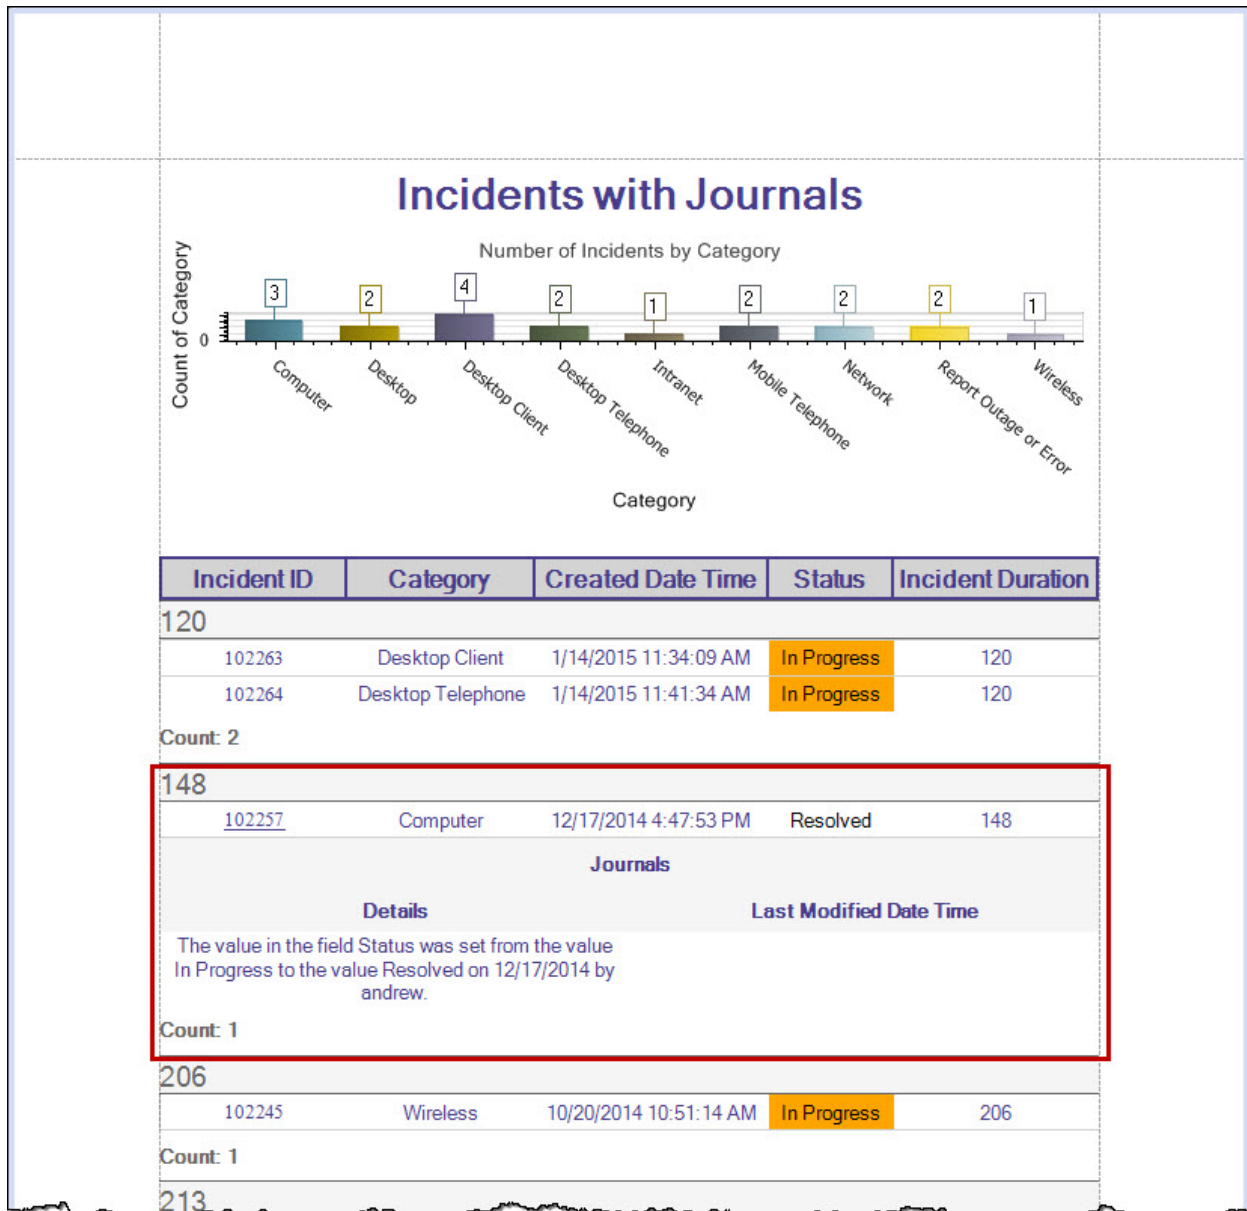 Incidents with Journals
Number of Incidents by Category
Count of Category
3 2 4 2 1 2 2 2 1
0
Computer Desktop Desktop Client Desktop Telephone Intranet Mobile Telephone Network Report Outage or Error Wireless
Category
Incident ID Category Created Date Time Status Incident Duration
120
102263 Desktop Client 1/14/2015 11:34:09 AM In Progress 120
102264 Desktop Telephone 1/14/2015 11:41:34 AM In Progress 120
Count: 2
148
102257 Computer 12/17/2014 4:47:53 PM Resolved 148
Journals
Details Last Modified Date Time
The value in the field Status was set from the value
In Progress to the value Resolved on 12/17/2014 by
andrew.
Count: 1
206
102245 Wireless 10/20/2014 10:51:14 AM In Progress 206
Count: 1
213